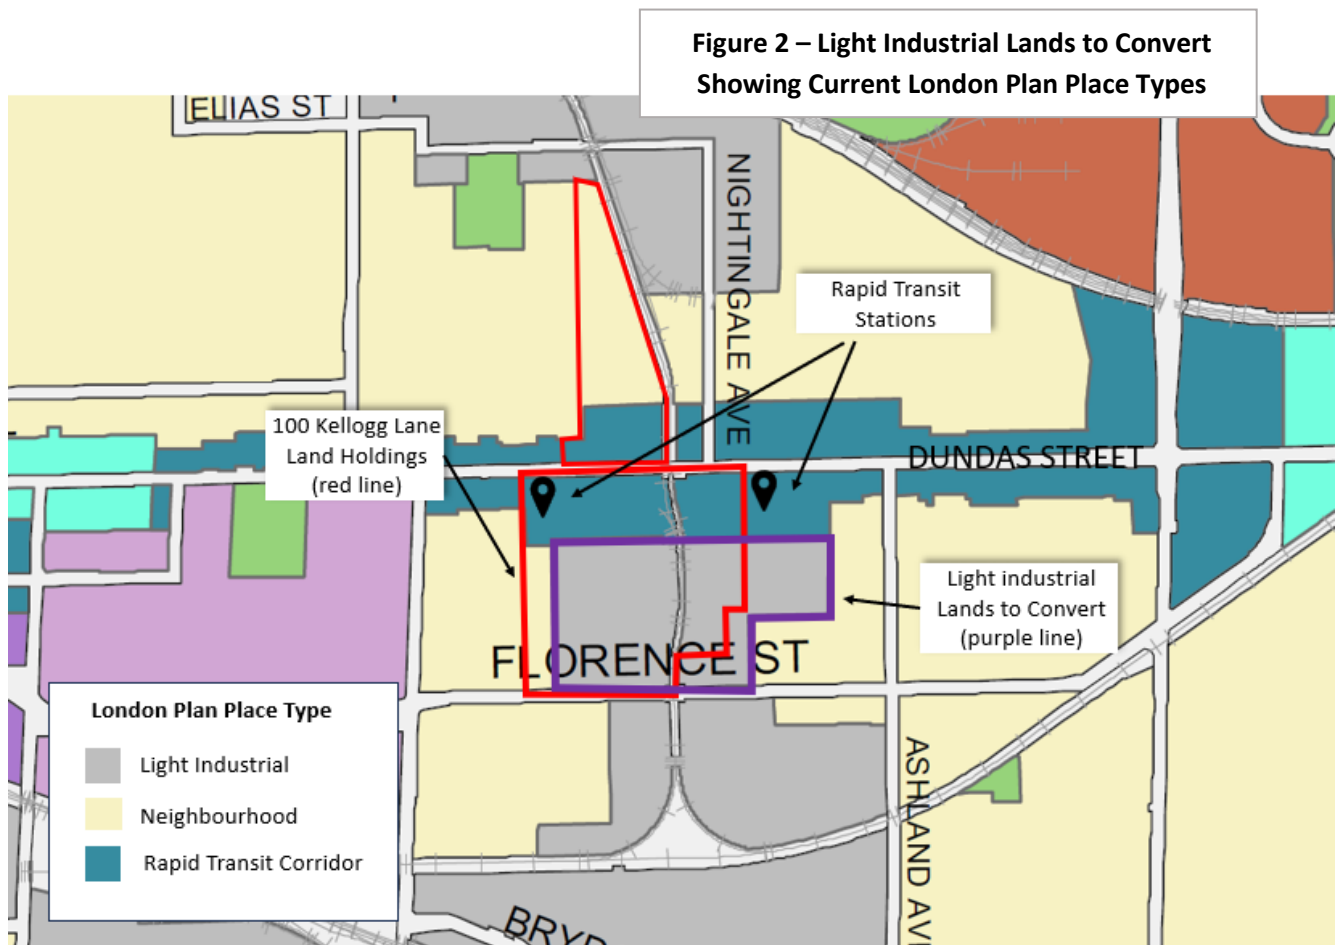 Figure 2 – Light Industrial Lands to Convert
Showing Current London Plan Place Types
ELIAS ST
NIGHTINGALE AVE
Rapid Transit
Stations
100 Kellogg Lane
Land Holdings
(red line)
DUNDAS STREET
Light industrial
Lands to Convert
(purple line)
FLORENCE ST
London Plan Place Type
Light Industrial
Neighbourhood
Rapid Transit Corridor
ASHLAND AVE